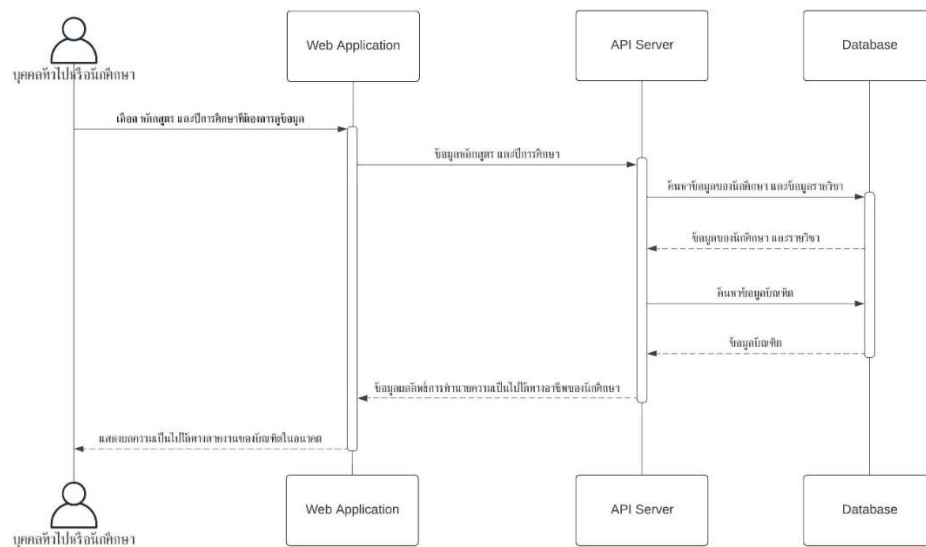 Web Application
API Server
Database
บุคคลทั่วไปหรือนักศึกษา
เลือก หลักสูตร และปีการศึกษาที่ต้องการดูข้อมูล
ข้อมูลหลักสูตร และปีการศึกษา
ค้นหาข้อมูลของนักศึกษา และข้อมูลรายวิชา
ข้อมูลของนักศึกษา และรายวิชา
ค้นหาข้อมูลบัณฑิต
ข้อมูลบัณฑิต
ข้อมูลผลลัพธ์การทำนายความเป็นไปได้ทางอาชีพของนักศึกษา
แสดงผลความเป็นไปได้ทางสายงานของบัณฑิตในอนาคต
Web Application
API Server
Database
บุคคลทั่วไปหรือนักศึกษา